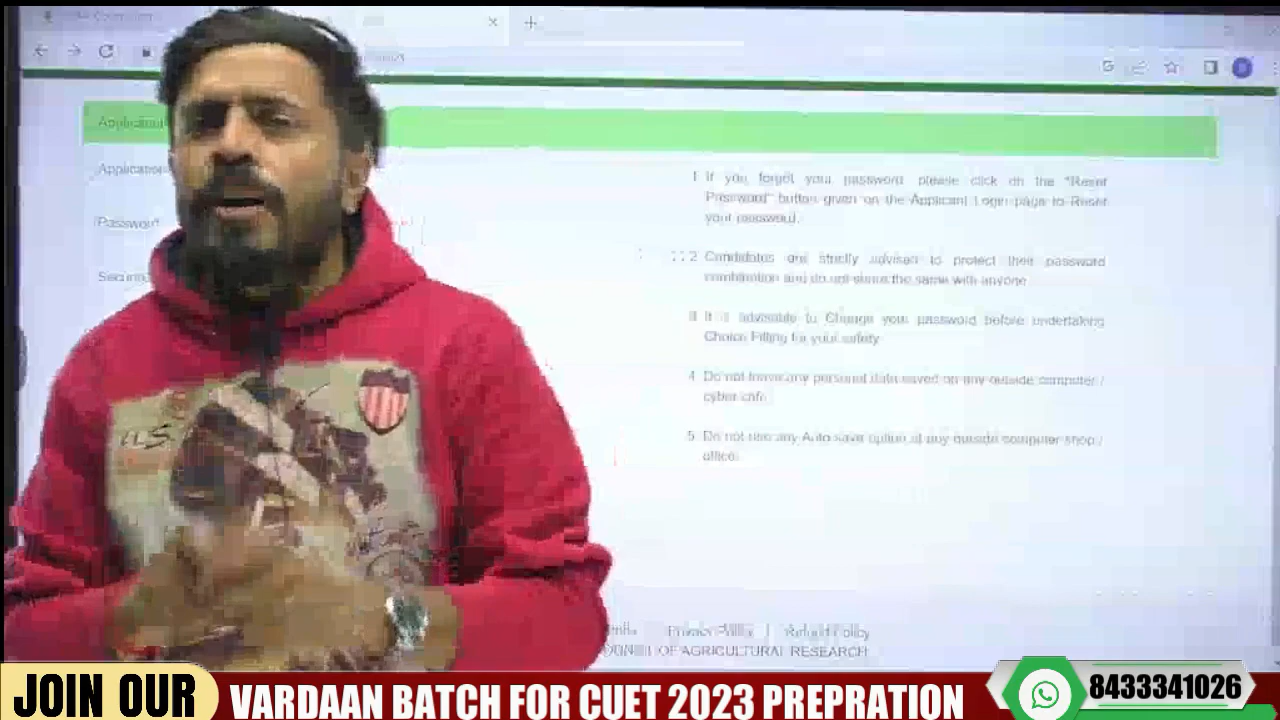 Application
Application
Password
1 If you forget your password please click on the "Reset
Password" button given on the Applicant Login page to Reset
your password.
2 Candidates are strictly advised to protect their password
combination and do not share the same with anyone
It is advisable to Change your password before undertaking
Choice Filling for your safety
4 Do not leave any personal data saved on any outside computer /
cyber cafe
5 Do not use any Auto save option at any outside computer shop /
office.
Privacy Policy | Refund Policy
OF AGRICULTURAL RESEARCH
U.S
JOIN OUR VARDAAN BATCH FOR CUET 2023 PREPRATION 8433341026